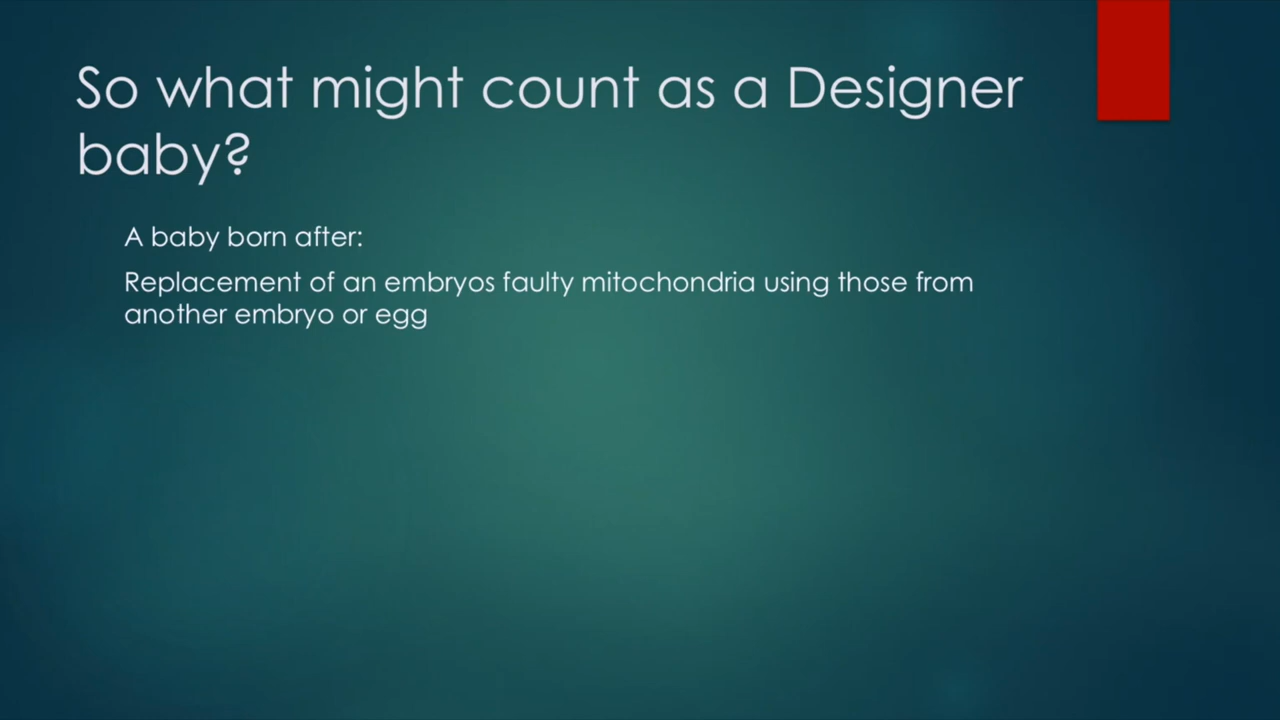 So what might count as a Designer
baby?
A baby born after:
Replacement of an embryos faulty mitochondria using those from
another embryo or egg